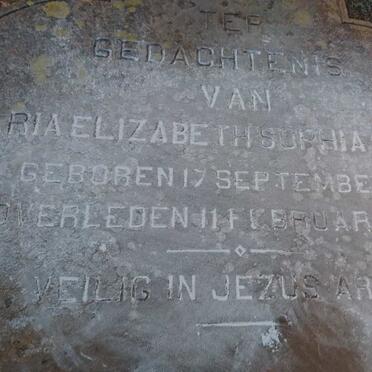 TER
GEDACHTENIS
VAN
RIA ELIZABETH SOPHIA
GEBOREN 17 SEPTEMBE
OVERLEDEN 11 FEBRUAR
VEILIG IN JEZUS AR